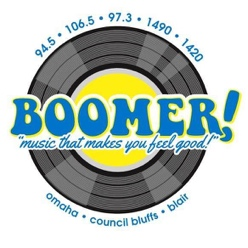 94.5 • 106.5 • 97.3 • 1490 • 1420
BOOMER!
"music that makes you feel good!"
omaha • council bluffs • blair